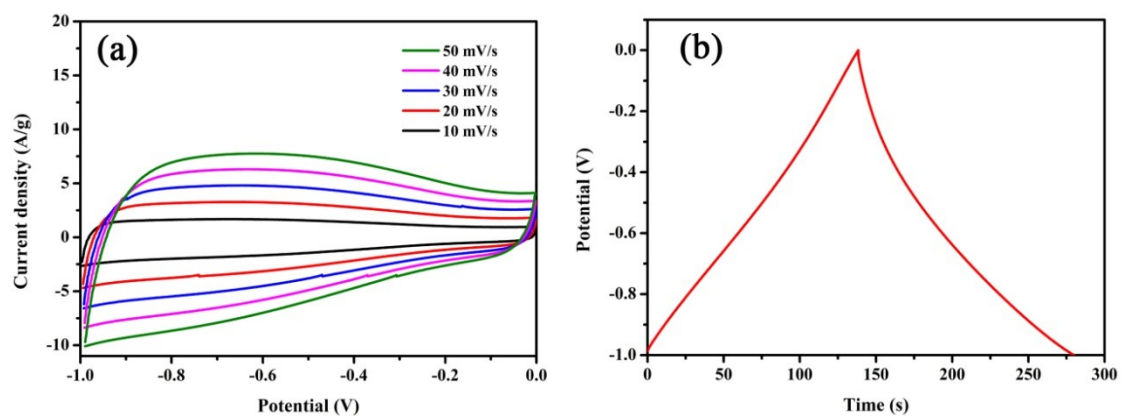 (a)
50 mV/s
40 mV/s
30 mV/s
20 mV/s
10 mV/s
20
15
10
5
0
-5
-10
Current density (A/g)
-1.0 -0.8 -0.6 -0.4 -0.2 0.0
Potential (V)
(b)
0.0
-0.2
-0.4
-0.6
-0.8
-1.0
Potential (V)
0 50 100 150 200 250 300
Time (s)